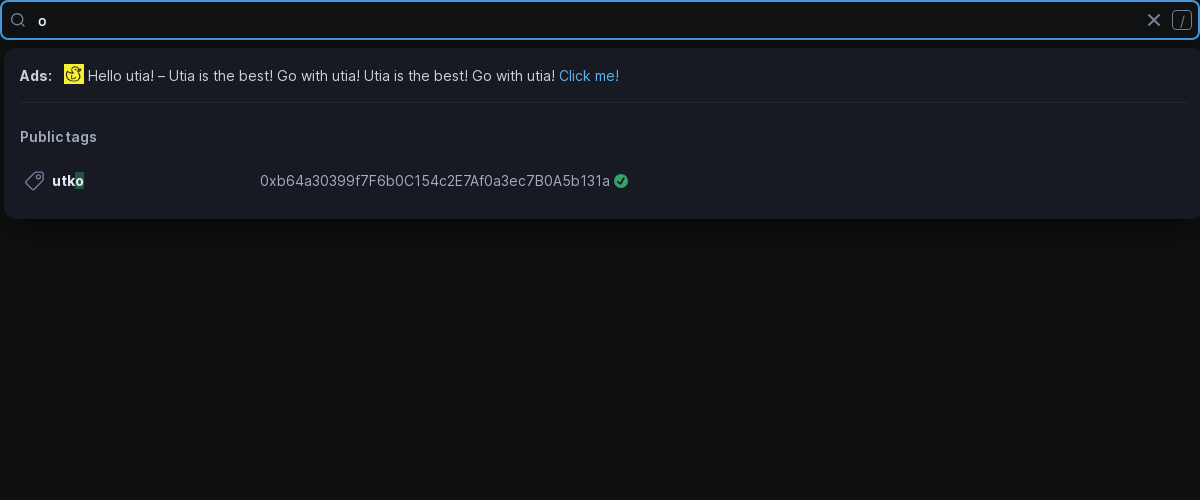 o /
Ads: Hello utia! – Utia is the best! Go with utia! Utia is the best! Go with utia! Click me!
Public tags
utko 0xb64a30399f7F6b0C154c2E7Af0a3ec7B0A5b131a